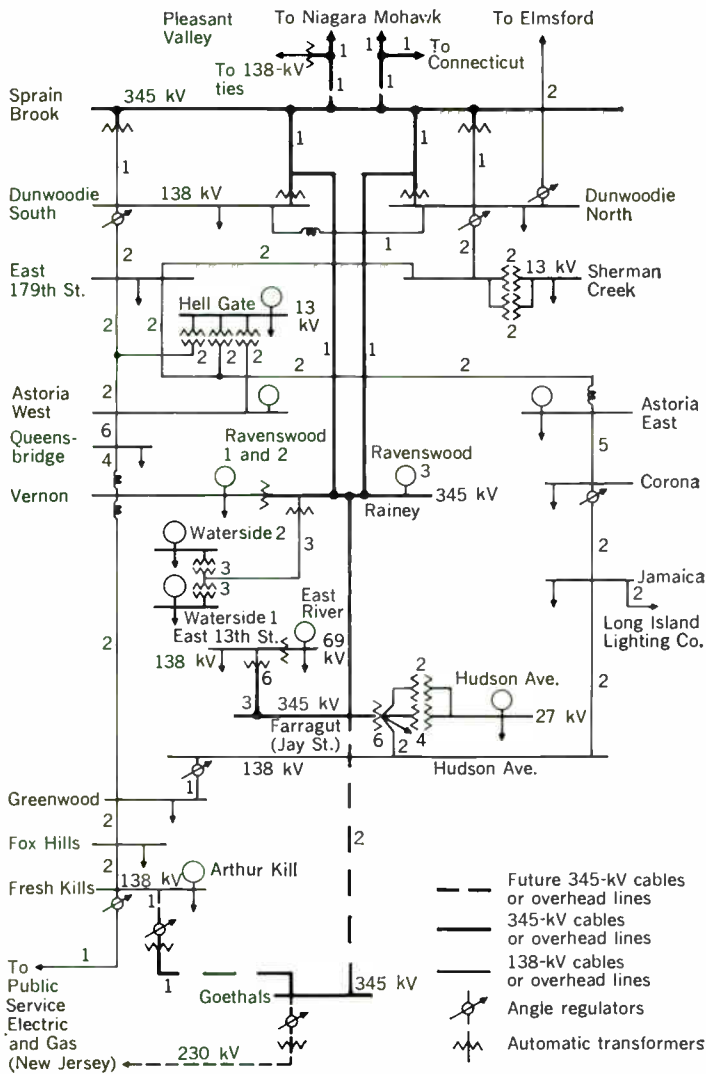 Pleasant
Valley
To Niagara Mohawk
To Elmsford
1
1
1
To
Connecticut
To 138-kV
ties
1
1
2
Sprain
Brook
345 kV
1
1
1
1
Dunwoodie
South
138 kV
Dunwoodie
North
1
2
2
2
East
179th St.
2
13 kV
Sherman
Creek
2
Hell Gate
13
kV
2
2
2
2
2
1
1
2
2
2
Astoria
West
Astoria
East
6
5
Queens-
bridge
4
Ravenswood
1 and 2
Ravenswood
3
Corona
Vernon
345 kV
Rainey
Waterside 2
3
3
3
2
Jamaica
2
Waterside 1
East
River
Long Island
Lighting Co.
East 13th St.
69
kV
138 kV
6
2
2
2
Hudson Ave.
3
345 kV
27 kV
Farragut
(Jay St.)
6
4
2
138 kV
Hudson Ave.
1
Greenwood
2
2
Fox Hills
2
Fresh Kills
138 kV
Arthur Kill
1
Future 345-kV cables
or overhead lines
345-kV cables
or overhead lines
138-kV cables
or overhead lines
1
To
Public
Service
Electric
and Gas
(New Jersey)
1
Goethals
345 kV
Angle regulators
Automatic transformers
230 kV